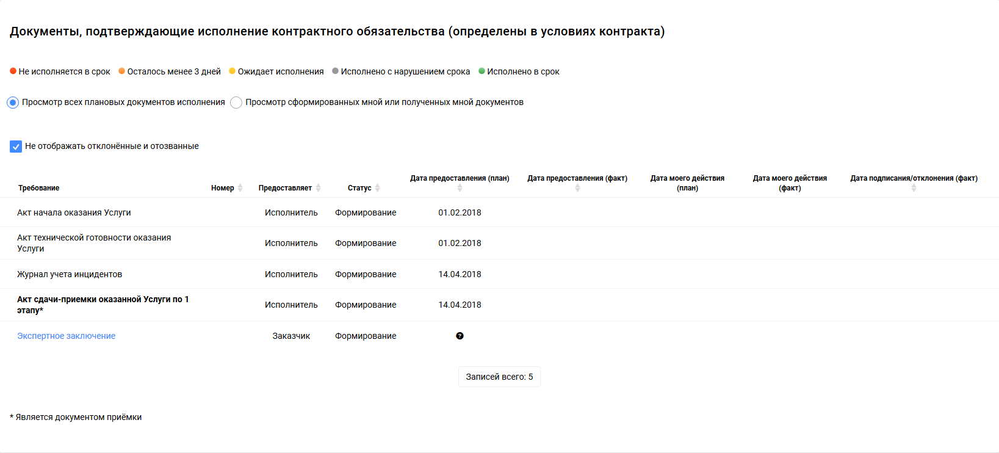 Документы, подтверждающие исполнение контрактного обязательства (определены в условиях контракта)
Не исполняется в срок Осталось менее 3 дней Ожидает исполнения Исполнено с нарушением срока Исполнено в срок
Просмотр всех плановых документов исполнения Просмотр сформированных мной или полученных мной документов
Не отображать отклонённые и отозванные
Требование Номер Предоставляет Статус Дата предоставления (план) Дата предоставления (факт) Дата моего действия (план) Дата моего действия (факт) Дата подписания/отклонения (факт)
Акт начала оказания Услуги Исполнитель Формирование 01.02.2018
Акт технической готовности оказания
Услуги Исполнитель Формирование 01.02.2018
Журнал учета инцидентов Исполнитель Формирование 14.04.2018
Акт сдачи-приемки оказанной Услуги по 1
этапу* Исполнитель Формирование 14.04.2018
Экспертное заключение Заказчик Формирование ?
Записей всего: 5
* Является документом приёмки